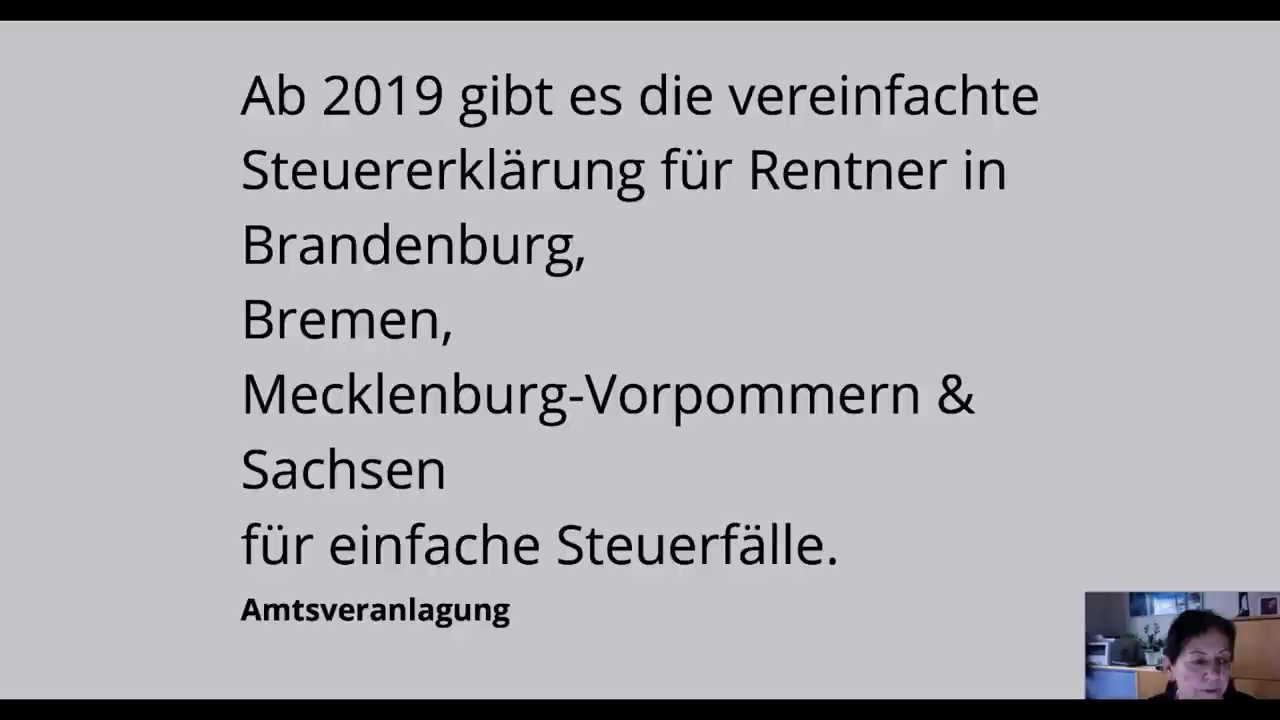 Ab 2019 gibt es die vereinfachte
Steuererklärung für Rentner in
Brandenburg,
Bremen,
Mecklenburg-Vorpommern &
Sachsen
für einfache Steuerfälle.
Amtsveranlagung